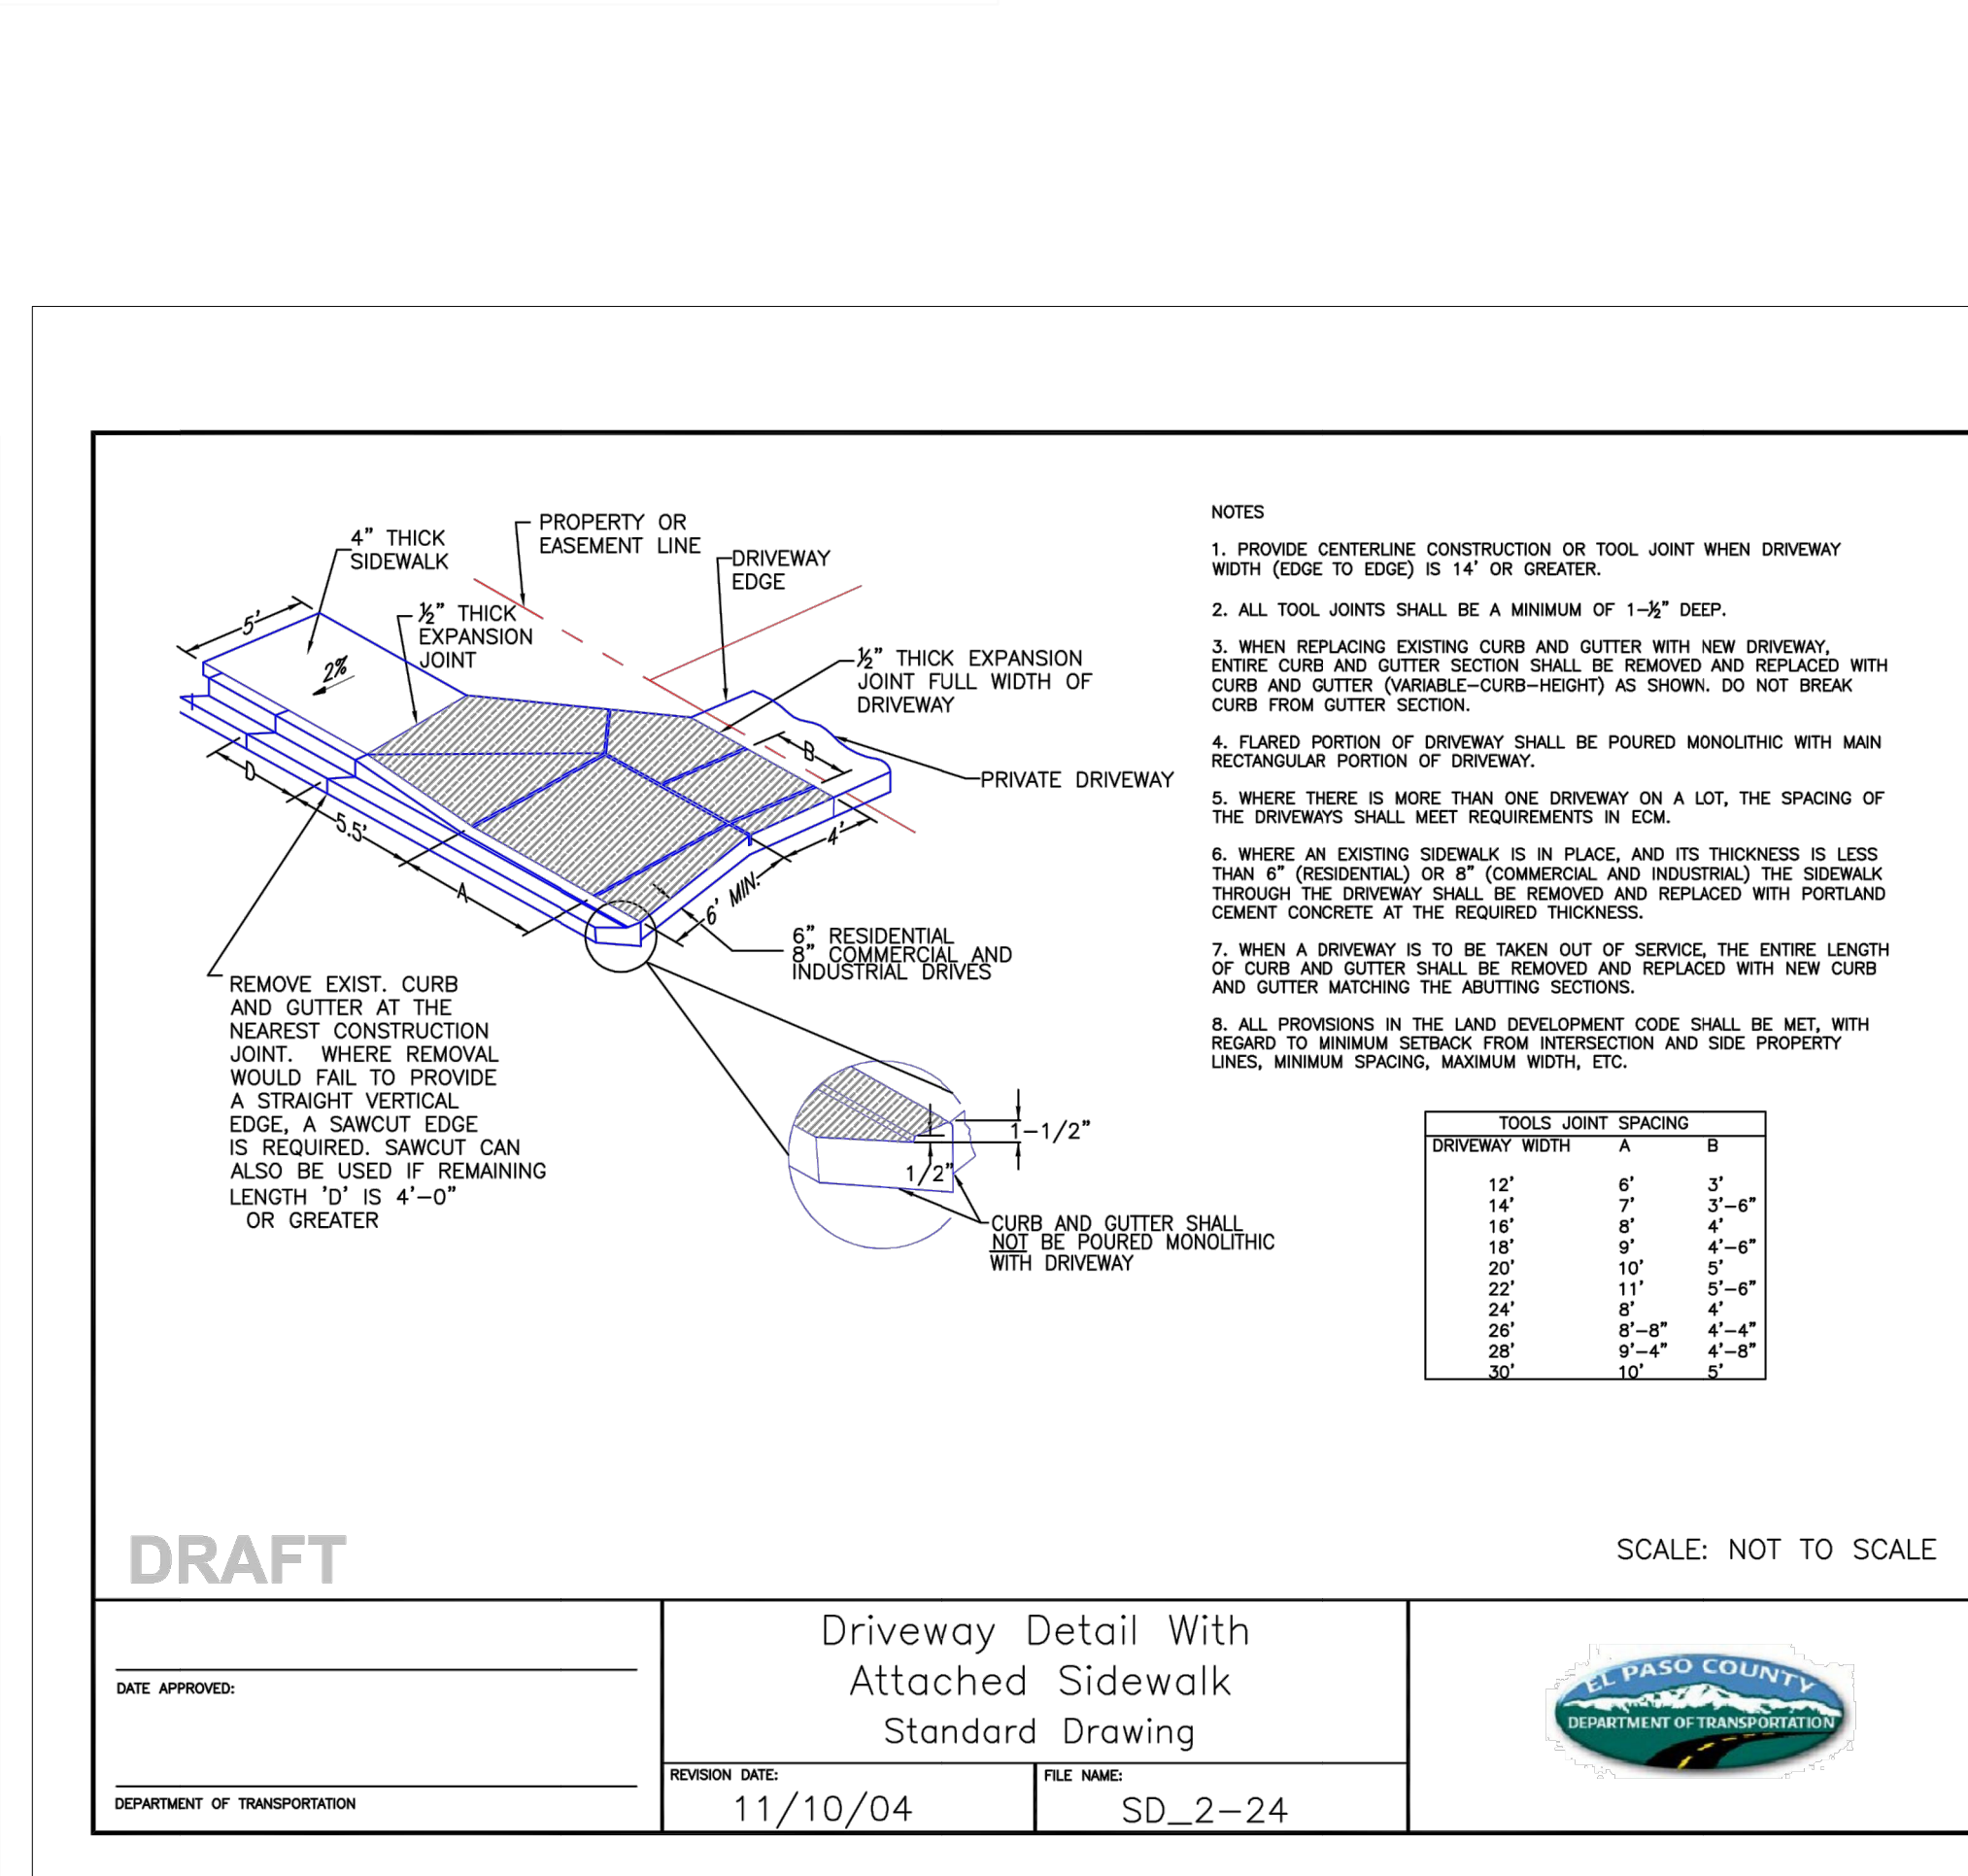 4" THICK
SIDEWALK
PROPERTY OR
EASEMENT LINE
DRIVEWAY
EDGE
5'
2%
½" THICK
EXPANSION
JOINT
½" THICK EXPANSION
JOINT FULL WIDTH OF
DRIVEWAY
B
PRIVATE DRIVEWAY
D
5.5'
A
4'
6' MIN.
6" RESIDENTIAL
8" COMMERCIAL AND
INDUSTRIAL DRIVES
REMOVE EXIST. CURB
AND GUTTER AT THE
NEAREST CONSTRUCTION
JOINT. WHERE REMOVAL
WOULD FAIL TO PROVIDE
A STRAIGHT VERTICAL
EDGE, A SAWCUT EDGE
IS REQUIRED. SAWCUT CAN
ALSO BE USED IF REMAINING
LENGTH 'D' IS 4'-0"
OR GREATER
1-1/2"
1/2"
CURB AND GUTTER SHALL
NOT BE POURED MONOLITHIC
WITH DRIVEWAY
NOTES
1. PROVIDE CENTERLINE CONSTRUCTION OR TOOL JOINT WHEN DRIVEWAY
WIDTH (EDGE TO EDGE) IS 14' OR GREATER.
2. ALL TOOL JOINTS SHALL BE A MINIMUM OF 1-½" DEEP.
3. WHEN REPLACING EXISTING CURB AND GUTTER WITH NEW DRIVEWAY,
ENTIRE CURB AND GUTTER SECTION SHALL BE REMOVED AND REPLACED WITH
CURB AND GUTTER (VARIABLE-CURB-HEIGHT) AS SHOWN. DO NOT BREAK
CURB FROM GUTTER SECTION.
4. FLARED PORTION OF DRIVEWAY SHALL BE POURED MONOLITHIC WITH MAIN
RECTANGULAR PORTION OF DRIVEWAY.
5. WHERE THERE IS MORE THAN ONE DRIVEWAY ON A LOT, THE SPACING OF
THE DRIVEWAYS SHALL MEET REQUIREMENTS IN ECM.
6. WHERE AN EXISTING SIDEWALK IS IN PLACE, AND ITS THICKNESS IS LESS
THAN 6" (RESIDENTIAL) OR 8" (COMMERCIAL AND INDUSTRIAL) THE SIDEWALK
THROUGH THE DRIVEWAY SHALL BE REMOVED AND REPLACED WITH PORTLAND
CEMENT CONCRETE AT THE REQUIRED THICKNESS.
7. WHEN A DRIVEWAY IS TO BE TAKEN OUT OF SERVICE, THE ENTIRE LENGTH
OF CURB AND GUTTER SHALL BE REMOVED AND REPLACED WITH NEW CURB
AND GUTTER MATCHING THE ABUTTING SECTIONS.
8. ALL PROVISIONS IN THE LAND DEVELOPMENT CODE SHALL BE MET, WITH
REGARD TO MINIMUM SETBACK FROM INTERSECTION AND SIDE PROPERTY
LINES, MINIMUM SPACING, MAXIMUM WIDTH, ETC.
TOOLS JOINT SPACING
DRIVEWAY WIDTH A B
12' 6' 3'
14' 7' 3'-6"
16' 8' 4'
18' 9' 4'-6"
20' 10' 5'
22' 11' 5'-6"
24' 8' 4'
26' 8'-8" 4'-4"
28' 9'-4" 4'-8"
30' 10' 5'
DRAFT
SCALE: NOT TO SCALE
DATE APPROVED:
DEPARTMENT OF TRANSPORTATION
Driveway Detail With
Attached Sidewalk
Standard Drawing
REVISION DATE:
11/10/04
FILE NAME:
SD_2-24
EL PASO COUNTY
DEPARTMENT OF TRANSPORTATION